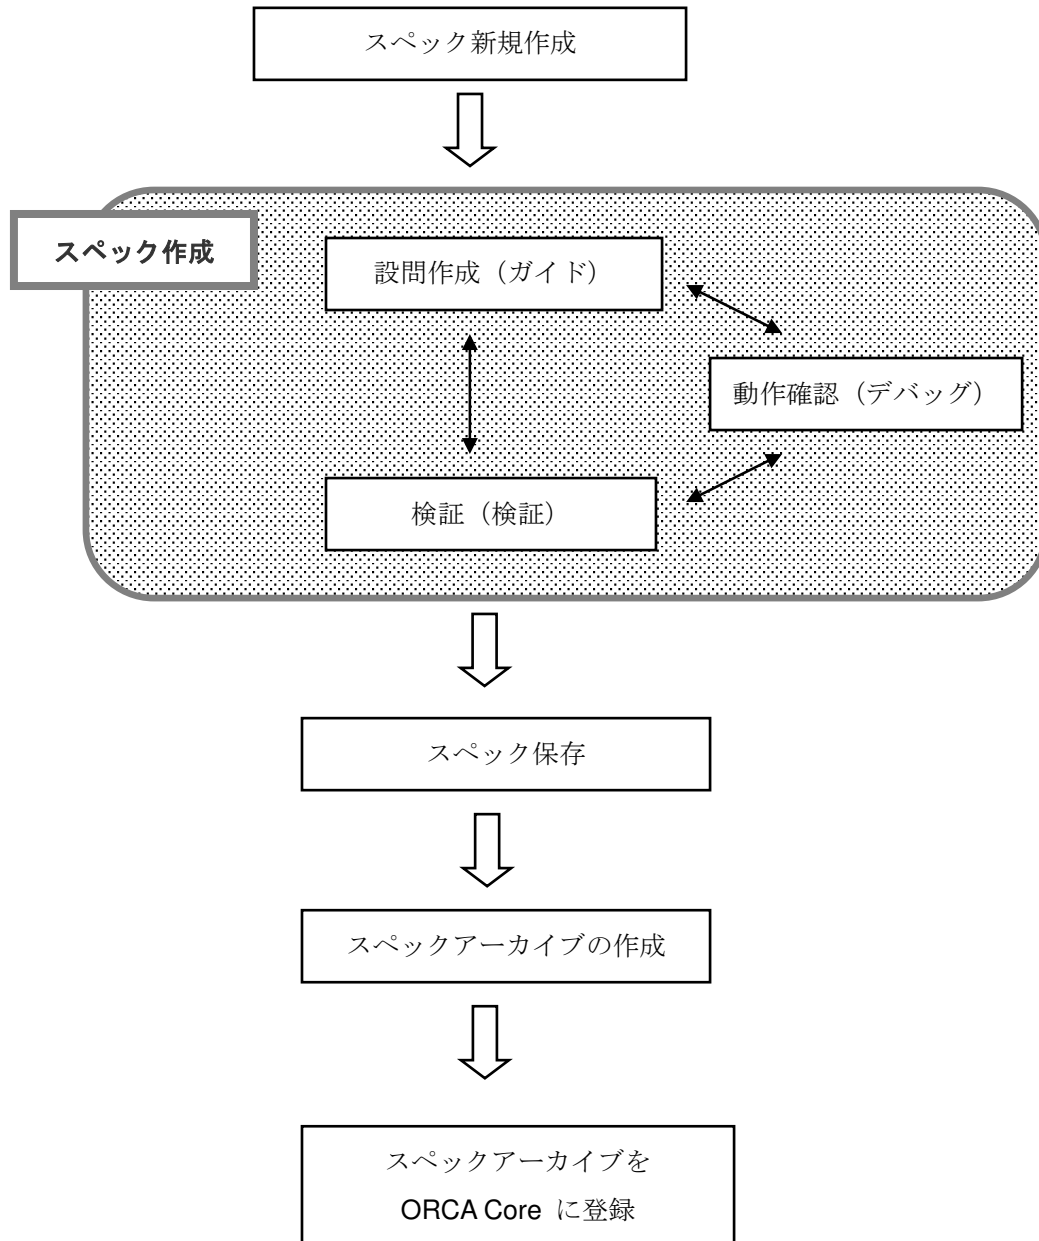 スペック新規作成
スペック作成
設問作成（ガイド）
動作確認（デバッグ）
検証（検証）
スペック保存
スペックアーカイブの作成
スペックアーカイブを
ORCA Core に登録